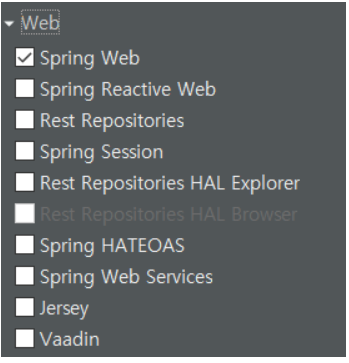 Web
Spring Web
Spring Reactive Web
Rest Repositories
Spring Session
Rest Repositories HAL Explorer
Rest Repositories HAL Browser
Spring HATEOAS
Spring Web Services
Jersey
Vaadin